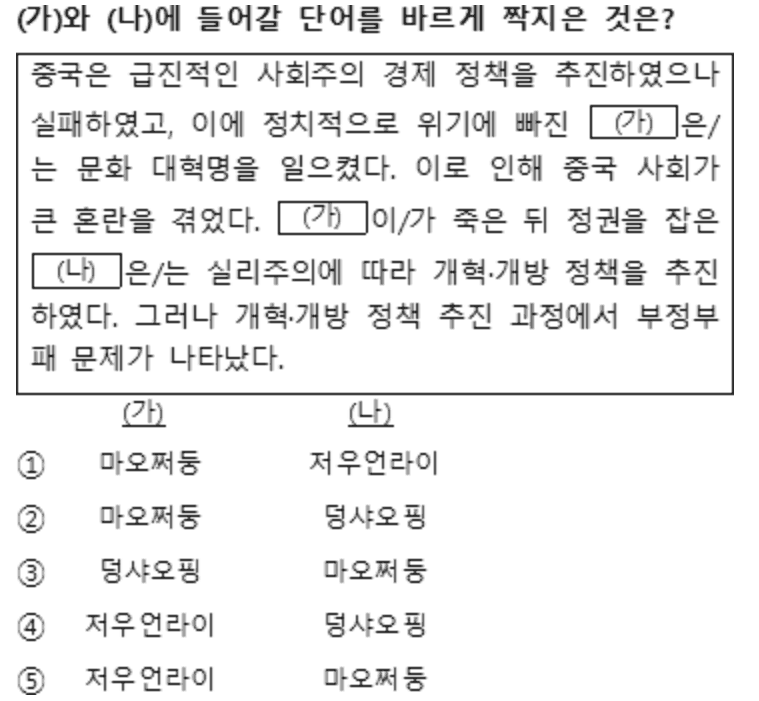 (가)와 (나)에 들어갈 단어를 바르게 짝지은 것은?
중국은 급진적인 사회주의 경제 정책을 추진하였으나
실패하였고, 이에 정치적으로 위기에 빠진 (가) 은/
는 문화 대혁명을 일으켰다. 이로 인해 중국 사회가
큰 혼란을 겪었다. (가) 이/가 죽은 뒤 정권을 잡은
(나) 은/는 실리주의에 따라 개혁·개방 정책을 추진
하였다. 그러나 개혁·개방 정책 추진 과정에서 부정부
패 문제가 나타났다.
(가) (나)
① 마오쩌둥 저우언라이
② 마오쩌둥 덩샤오핑
③ 덩샤오핑 마오쩌둥
④ 저우언라이 덩샤오핑
⑤ 저우언라이 마오쩌둥